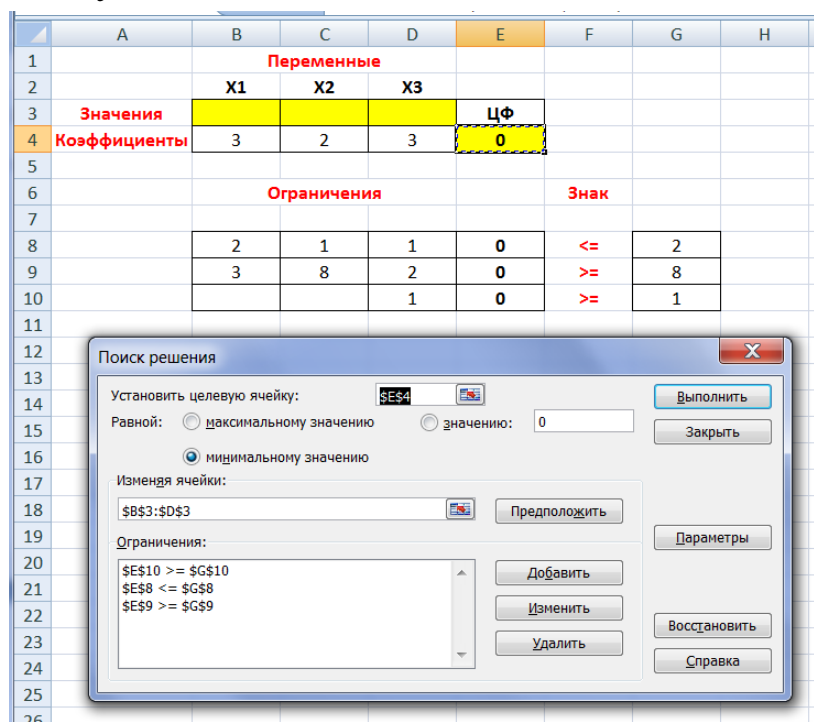 A B C D E F G H
1 Переменные
2 X1 X2 X3
3 Значения ЦФ
4 Коэффициенты 3 2 3 0
5
6 Ограничения Знак
7
8 2 1 1 0 <= 2
9 3 8 2 0 >= 8
10 1 0 >= 1
11
12
13
14
15
16
17
18
19
20
21
22
23
24
25
26
Поиск решения X
Установить целевую ячейку: $E$4 Выполнить
Равной: максимальному значению значению: 0 Закрыть
минимальному значению
Изменяя ячейки:
$B$3:$D$3 Предположить
Ограничения: Параметры
$E$10 >= $G$10 Добавить
$E$8 <= $G$8
$E$9 >= $G$9 Изменить
Восстановить
Удалить
Справка